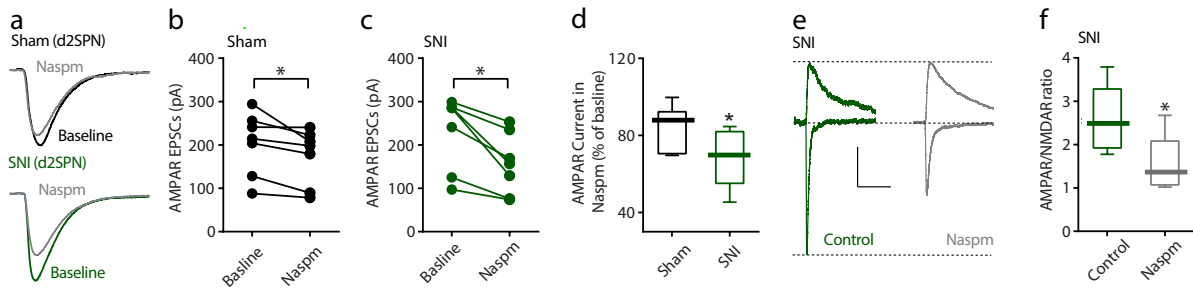 a
Sham (d2SPN)
Naspm
Baseline
SNI (d2SPN)
Naspm
Baseline
b
Sham
AMPAR EPSCs (pA)
400
300
200
100
0
*
Basline
Naspm
c
SNI
AMPAR EPSCs (pA)
400
300
200
100
0
*
Basline
Naspm
d
AMPAR Current in
Naspm (% of basline)
120
80
40
*
Sham
SNI
e
SNI
Control
Naspm
f
SNI
AMPAR/NMDAR ratio
4
3
2
1
0
*
Control
Naspm